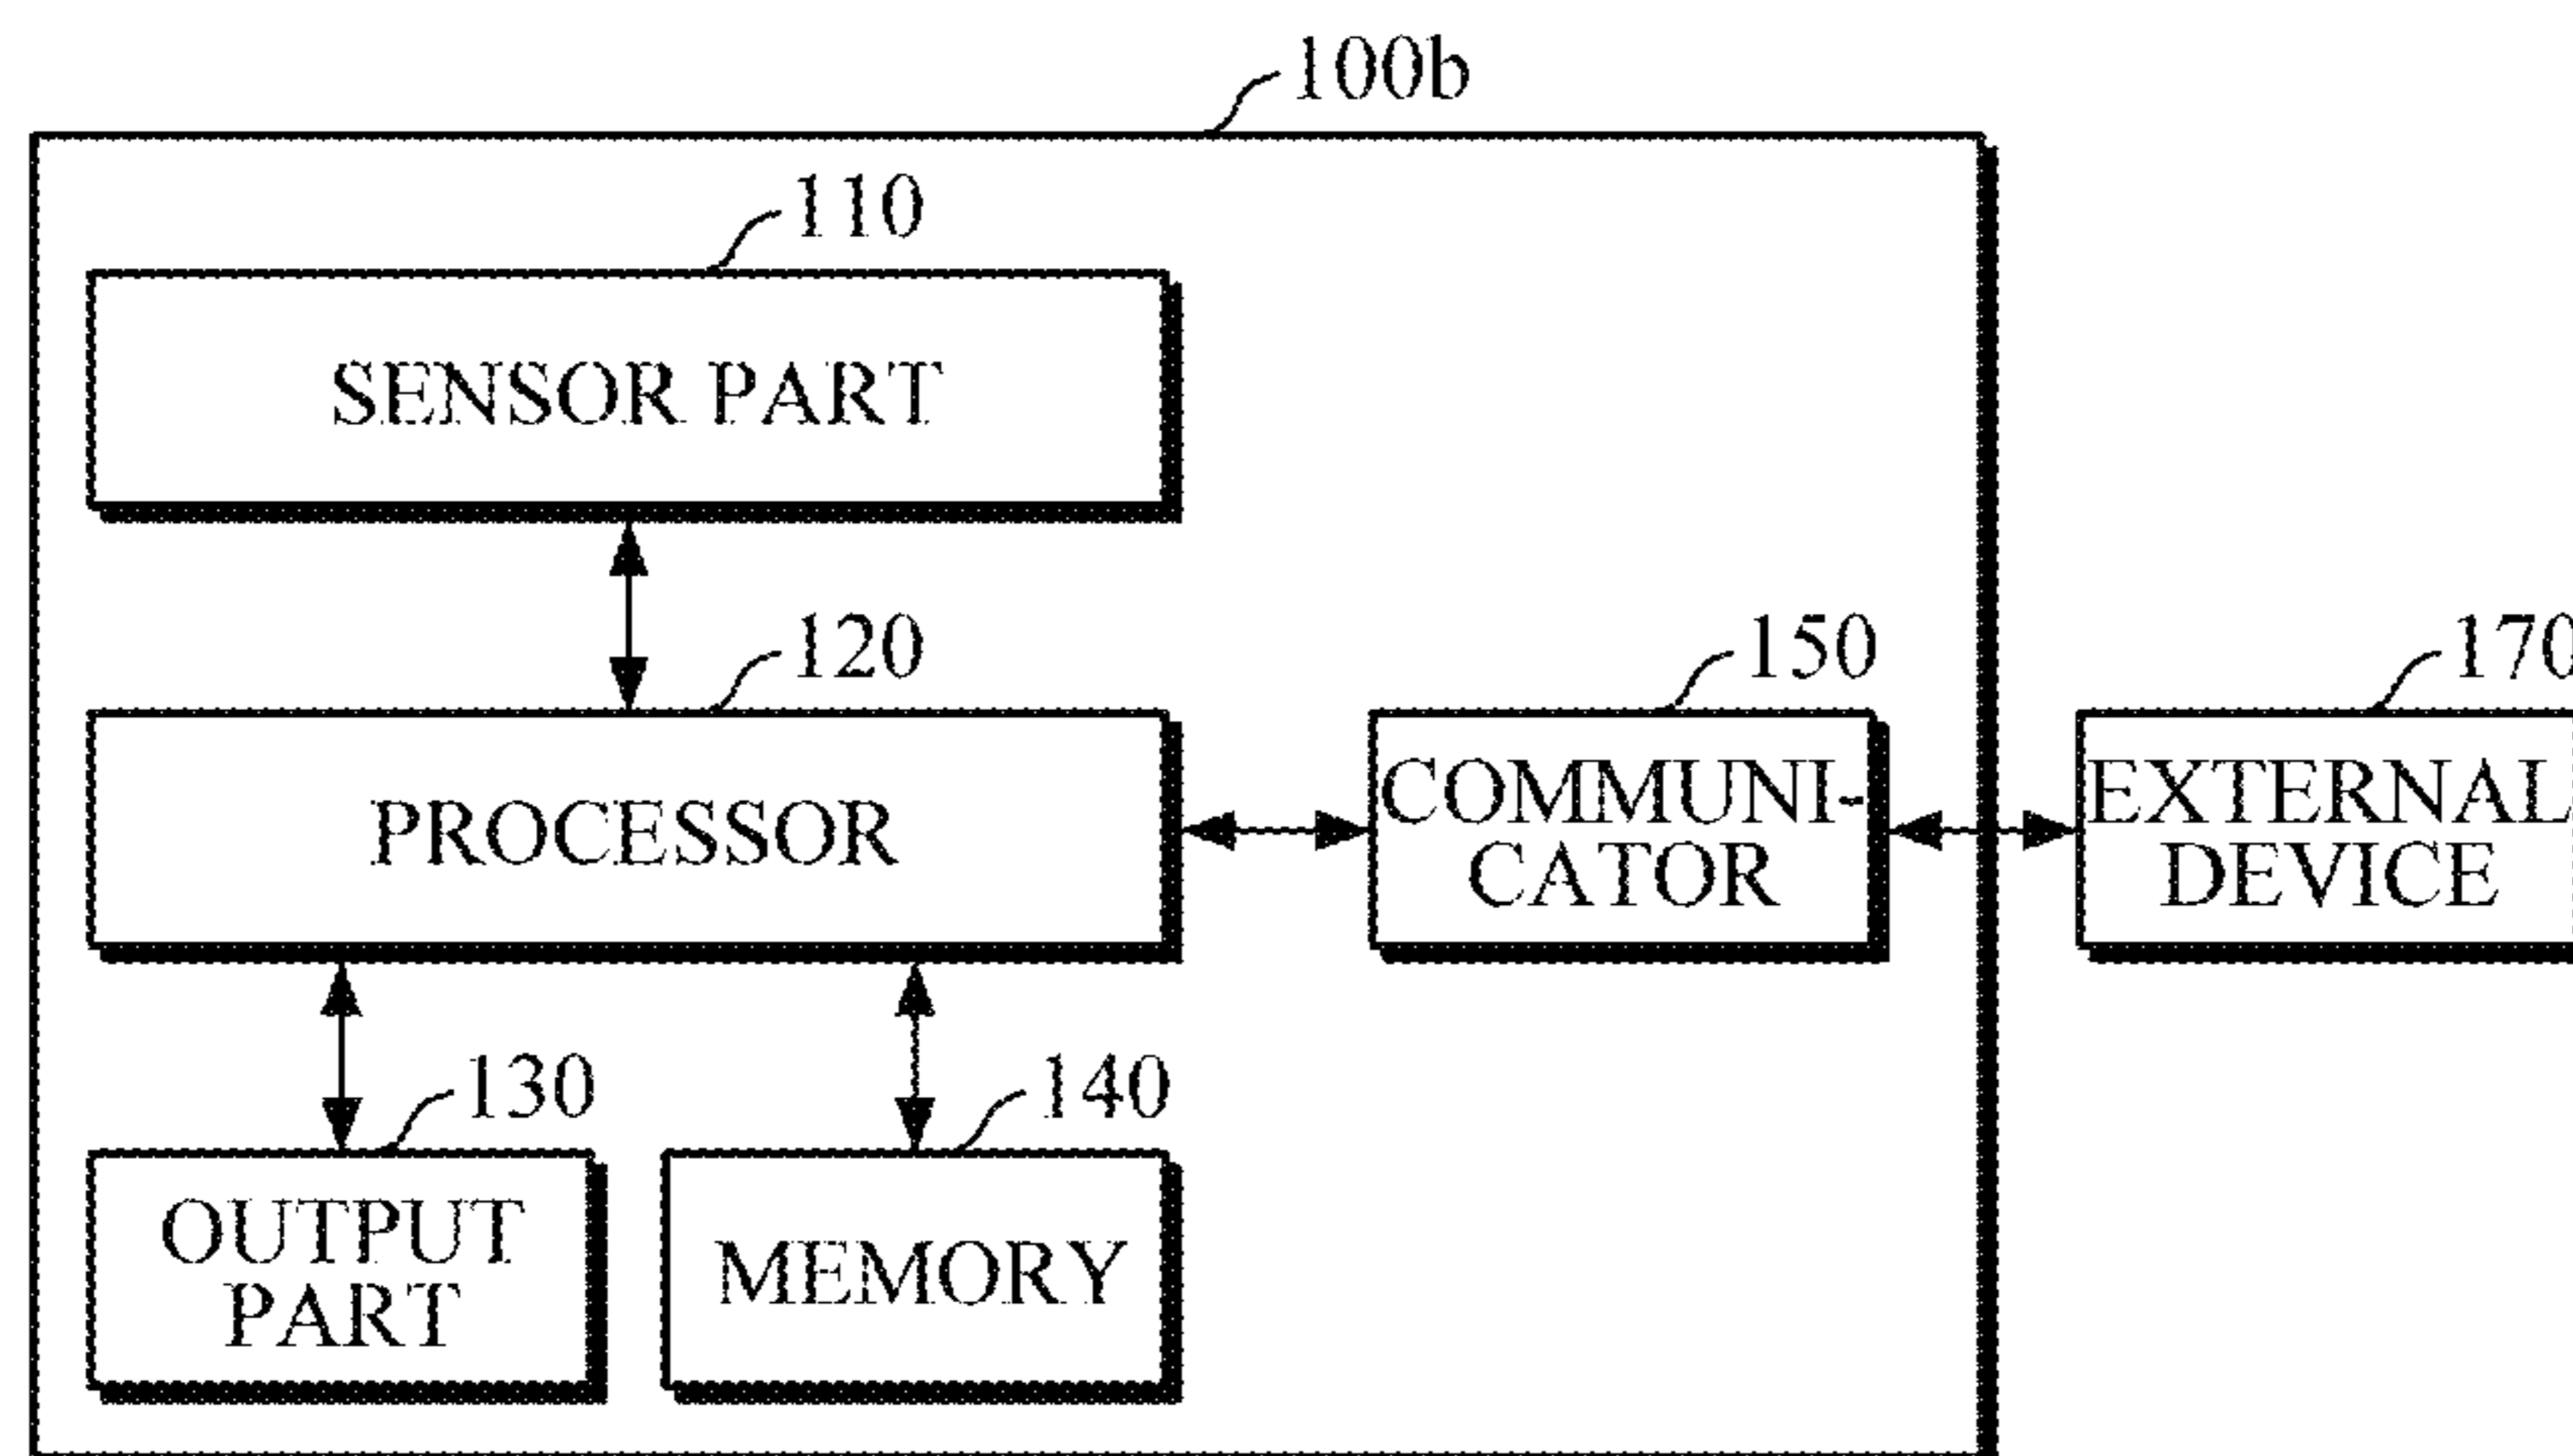 100b
110
SENSOR PART
120
150
170
PROCESSOR
COMMUNI-
CATOR
EXTERNAL
DEVICE
130
140
OUTPUT
PART
MEMORY